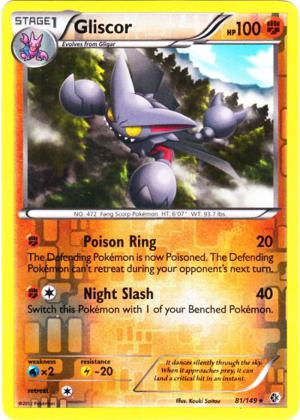 STAGE1
Gliscor
HP100
Evolves from Gligar
NO. 472 Fang Scorp Pokémon HT: 6'07" WT: 93.7 lbs.
Poison Ring 20
The Defending Pokémon is now Poisoned. The Defending
Pokémon can't retreat during your opponent's next turn.
Night Slash 40
Switch this Pokémon with 1 of your Benched Pokémon.
weakness resistance
×2 -20
retreat
It dances silently through the sky.
When it approaches prey, it can
land a critical hit in an instant.
Illus. Kouki Saitou
©2012 Pokémon
81/149